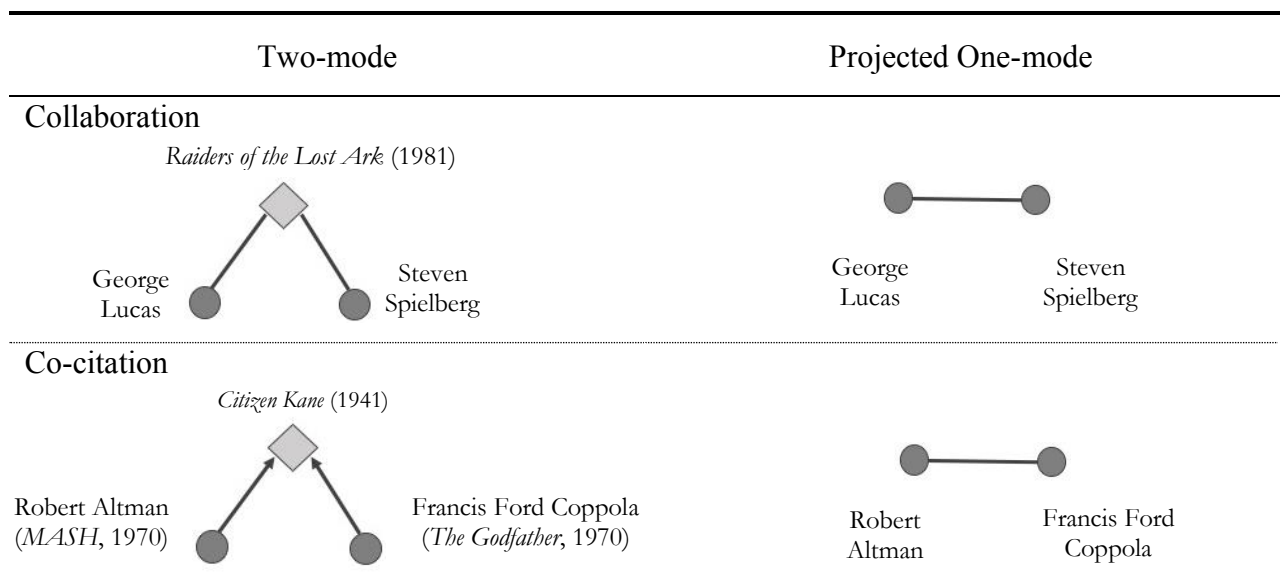 Two-mode
Projected One-mode
Collaboration
Raiders of the Lost Ark (1981)
George
Lucas
Steven
Spielberg
George
Lucas
Steven
Spielberg
Co-citation
Citizen Kane (1941)
Robert Altman
(MASH, 1970)
Francis Ford Coppola
(The Godfather, 1970)
Robert
Altman
Francis Ford
Coppola